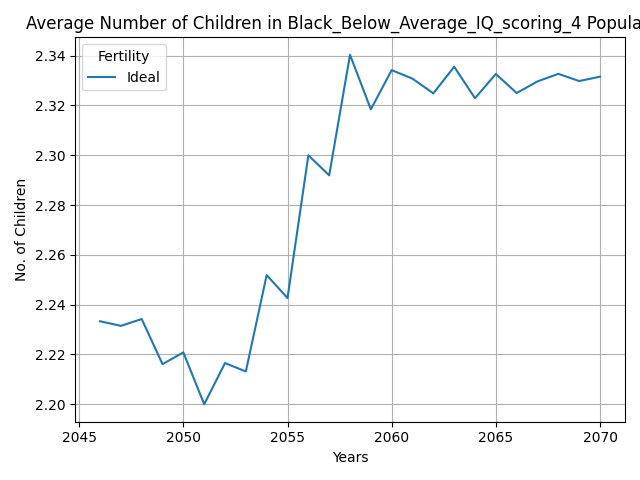 Average Number of Children in Black_Below_Average_IQ_scoring_4 Popula
Fertility
Ideal
2.34
2.32
2.30
2.28
2.26
2.24
2.22
2.20
No. of Children
2045 2050 2055 2060 2065 2070
Years